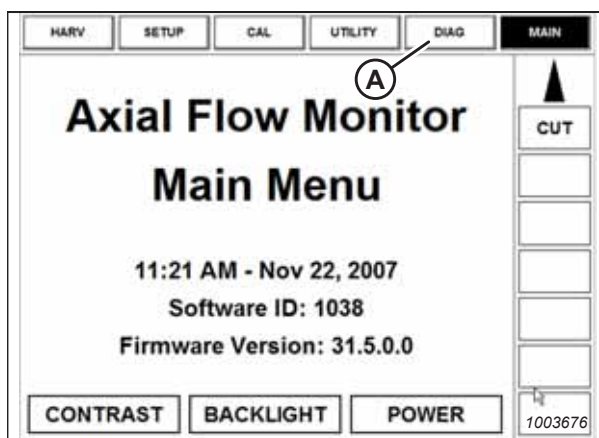 HARV SETUP CAL UTILITY DIAG MAIN
A
CUT
Axial Flow Monitor
Main Menu
11:21 AM - Nov 22, 2007
Software ID: 1038
Firmware Version: 31.5.0.0
CONTRAST BACKLIGHT POWER
1003676